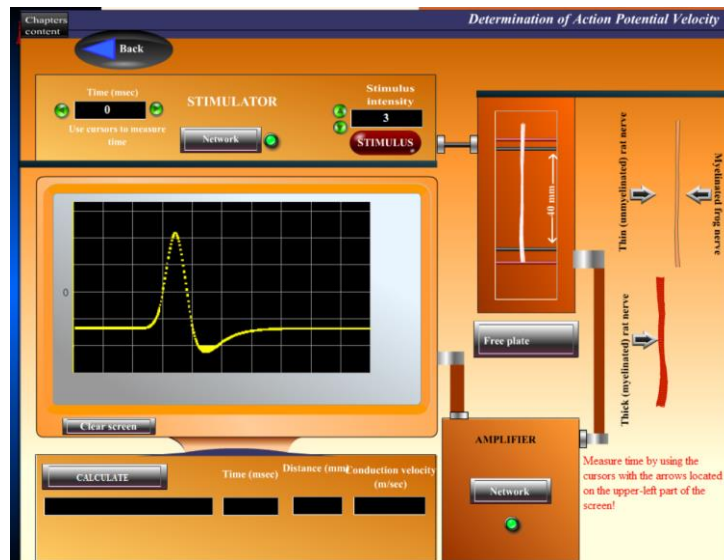 Chapters
content
Determination of Action Potential Velocity
Back
Time (msec)
0
Use cursors to measure
time
STIMULATOR
Network
Stimulus
intensity
3
STIMULUS
40 mm
Thin (unmyelinated) rat nerve
Myelinated frog nerve
Free plate
Thick (myelinated) rat nerve
0
Clear screen
CALCULATE
Time (msec)
Distance (mm)
Conduction velocity
(m/sec)
AMPLIFIER
Network
Measure time by using the
cursors with the arrows located
on the upper-left part of the
screen!